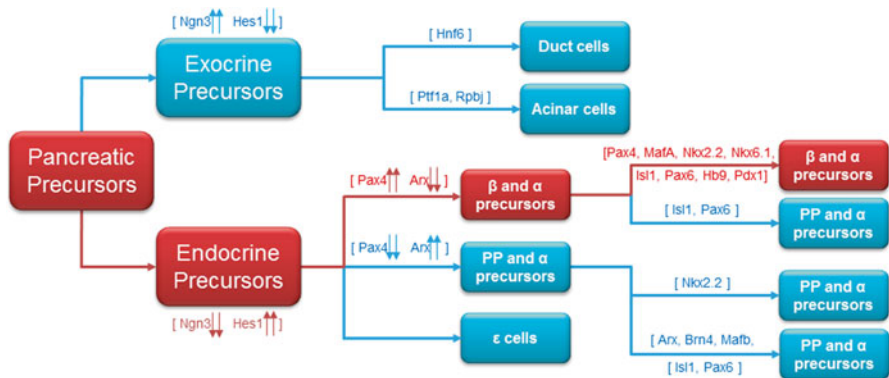 [ Ngn3 Hes1 ]
Exocrine
Precursors
[ Hnf6 ]
Duct cells
[ Ptf1a, Rpbj ]
Acinar cells
Pancreatic
Precursors
[ Pax4 Arx ]
β and α
precursors
[Pax4, MafA, Nkx2.2, Nkx6.1,
Isl1, Pax6, Hb9, Pdx1]
β and α
precursors
[ Isl1, Pax6 ]
PP and α
precursors
Endocrine
Precursors
[ Ngn3 Hes1 ]
[ Pax4 Arx ]
PP and α
precursors
[ Nkx2.2 ]
PP and α
precursors
ε cells
[ Arx, Brn4, Mafb,
[ Isl1, Pax6 ]
PP and α
precursors